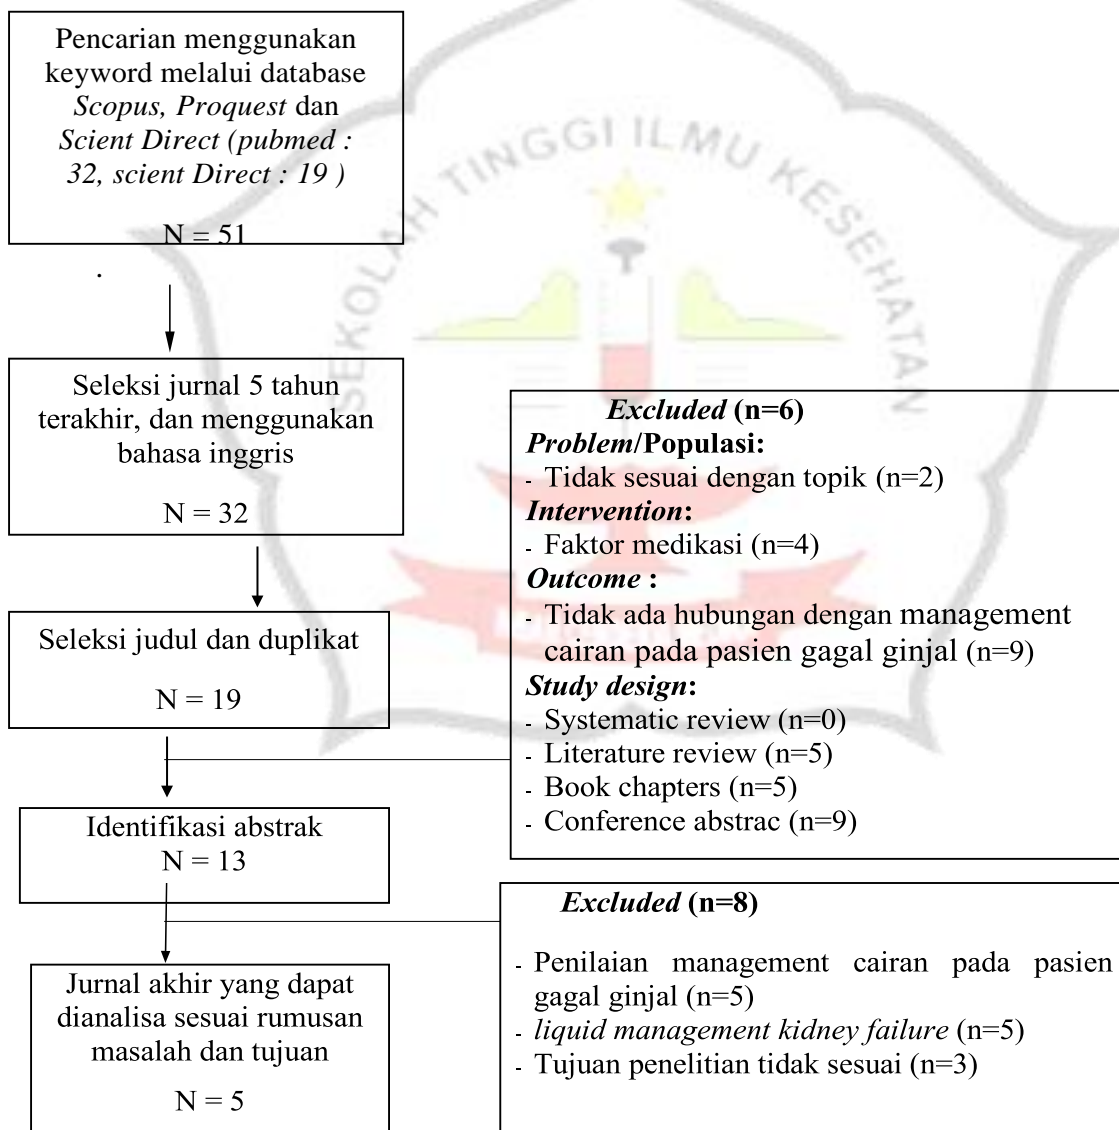 Pencarian menggunakan
keyword melalui database
Scopus, Proquest dan
Scient Direct (pubmed :
32, scient Direct : 19 )
N = 51
.
Seleksi jurnal 5 tahun
terakhir, dan menggunakan
bahasa inggris
N = 32
Seleksi judul dan duplikat
N = 19
Excluded (n=6)
Problem/Populasi:
- Tidak sesuai dengan topik (n=2)
Intervention:
- Faktor medikasi (n=4)
Outcome :
- Tidak ada hubungan dengan management
cairan pada pasien gagal ginjal (n=9)
Study design:
- Systematic review (n=0)
- Literature review (n=5)
- Book chapters (n=5)
- Conference abstrac (n=9)
Identifikasi abstrak
N = 13
Excluded (n=8)
- Penilaian management cairan pada pasien
gagal ginjal (n=5)
- liquid management kidney failure (n=5)
- Tujuan penelitian tidak sesuai (n=3)
Jurnal akhir yang dapat
dianalisa sesuai rumusan
masalah dan tujuan
N = 5
SEKOLAH TINGGI ILMU KESEHATAN